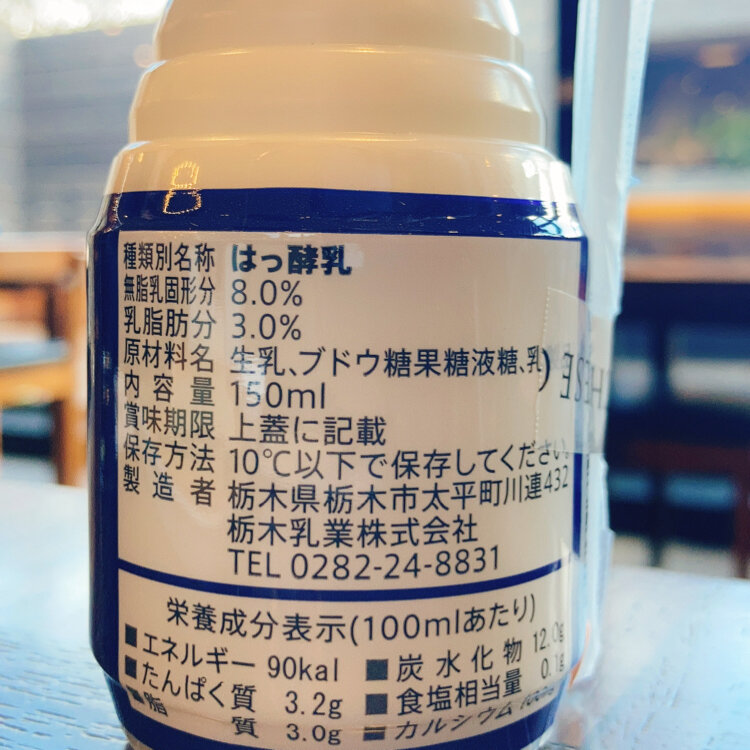 種類別名称 はっ酵乳
無脂乳固形分 8.0%
乳脂肪分 3.0%
原材料名 生乳、ブドウ糖果糖液糖、乳
内容量 150ml
賞味期限 上蓋に記載
保存方法 10℃以下で保存してください。
製造者 栃木県栃木市太平町川連432
栃木乳業株式会社
TEL 0282-24-8831
栄養成分表示(100mlあたり)
■エネルギー 90kal ■炭水化物 12.0g
■たんぱく質 3.2g ■食塩相当量 0.1g
■脂質 3.0g ■カルシウム